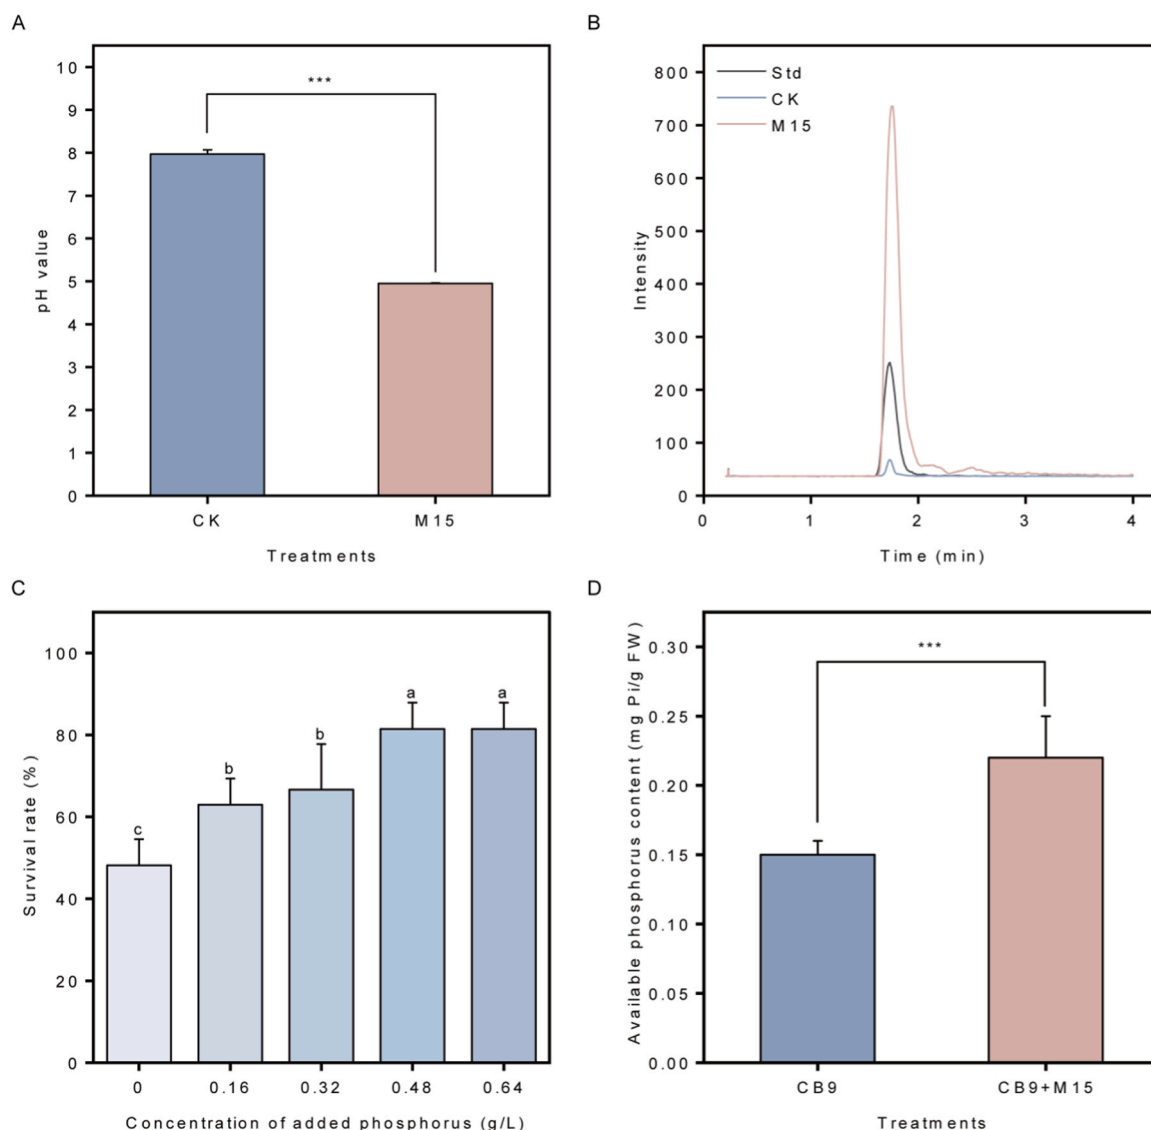 A
10
9
8
7
6
5
4
3
2
1
0
pH value
***
CK
M15
Treatments
B
800
700
600
500
400
300
200
100
0
Intensity
Std
CK
M15
0
1
2
3
4
Time (min)
C
100
80
60
40
20
0
Survival rate (%)
c
b
b
a
a
0
0.16
0.32
0.48
0.64
Concentration of added phosphorus (g/L)
D
0.30
0.25
0.20
0.15
0.10
0.05
0.00
Available phosphorus content (mg Pi/g FW)
***
CB9
CB9+M15
Treatments